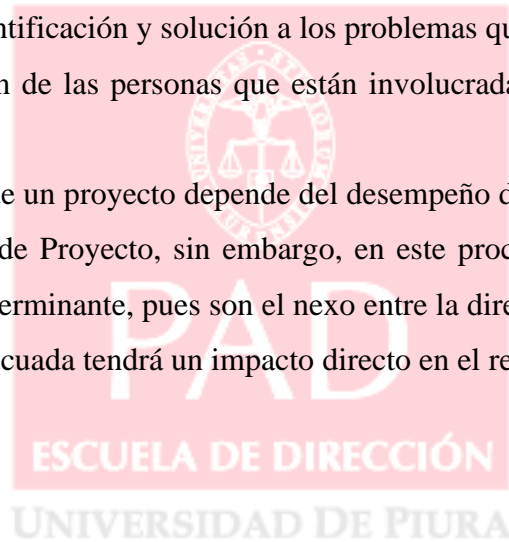 ntificación y solución a los problemas qu
n de las personas que están involucrada
e un proyecto depende del desempeño d
de Proyecto, sin embargo, en este proc
erminante, pues son el nexo entre la dire
cuada tendrá un impacto directo en el re
PAD
ESCUELA DE DIRECCIÓN
UNIVERSIDAD DE PIURA